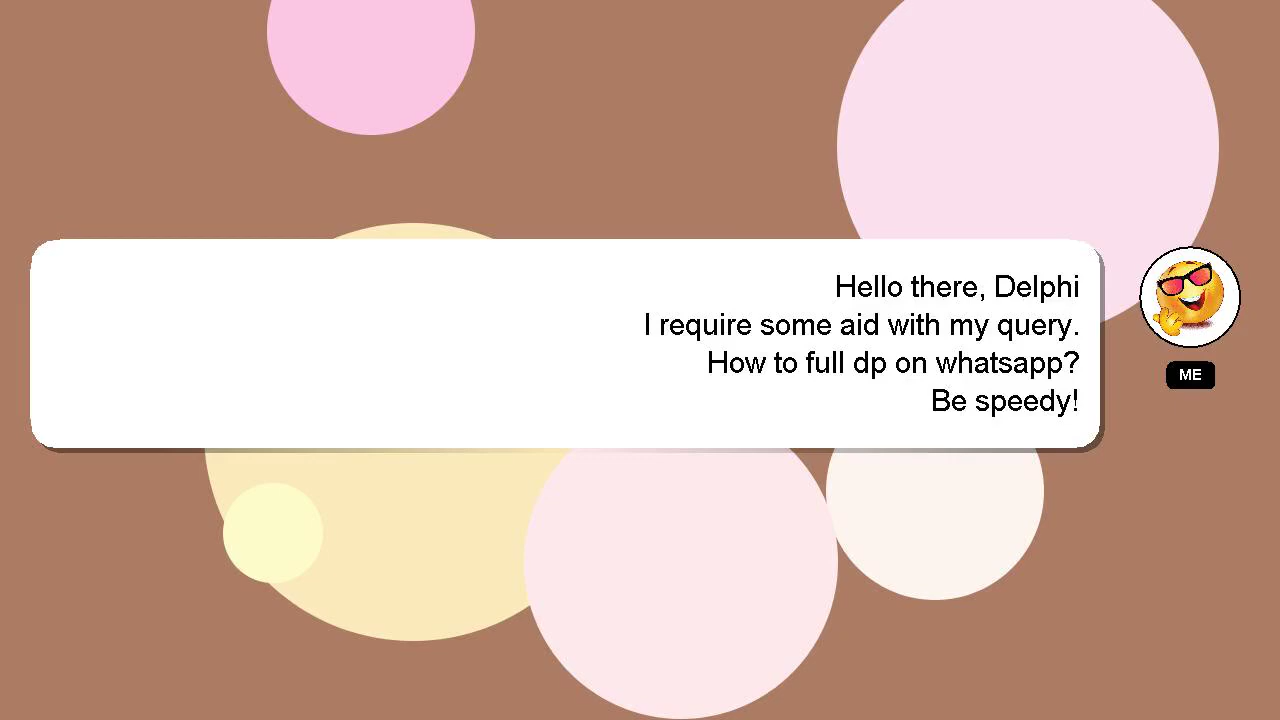 Hello there, Delphi
I require some aid with my query.
How to full dp on whatsapp?
Be speedy!
ME